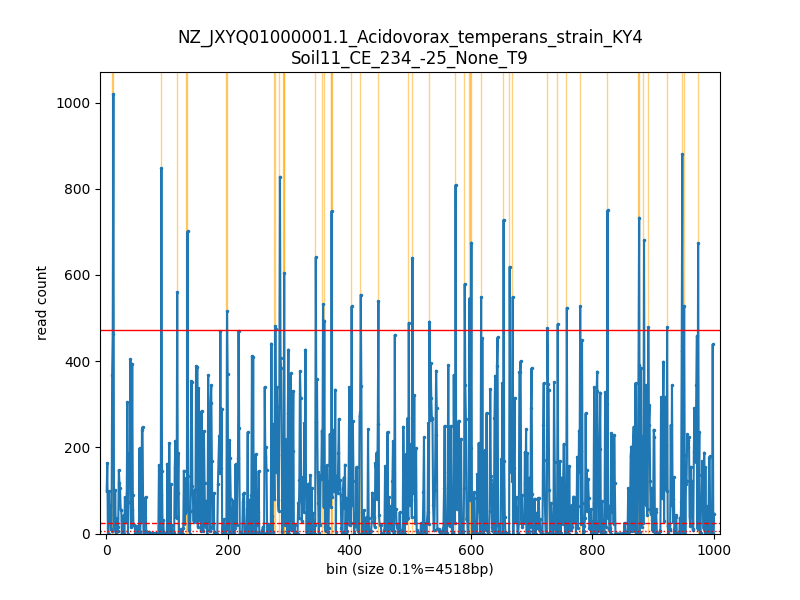 NZ_JXYQ01000001.1_Acidovorax_temperans_strain_KY4
Soil11_CE_234_-25_None_T9
1000
800
600
400
200
0
read count
0 200 400 600 800 1000
bin (size 0.1%=4518bp)